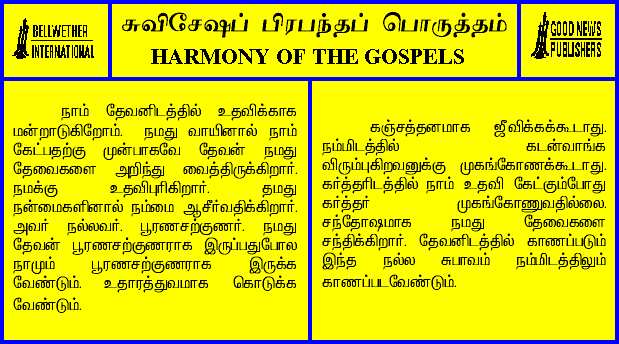 BELLWETHER
INTERNATIONAL
சுவிசேஷப் பிரபந்தப் பொருத்தம்
HARMONY OF THE GOSPELS
GOOD NEWS
PUBLISHERS
நாம் தேவனிடத்தில் உதவிக்காக
மன்றாடுகிறோம். நமது வாயினால் நாம்
கேட்பதற்கு முன்பாகவே தேவன் நமது
தேவைகளை அறிந்து வைத்திருக்கிறார்.
நமக்கு உதவிபுரிகிறார். தமது
நன்மைகளினால் நம்மை ஆசீர்வதிக்கிறார்.
அவர் நல்லவர். பூரணசற்குணர். நமது
தேவன் பூரணசற்குணராக இருப்பதுபோல
நாமும் பூரணசற்குணராக இருக்க
வேண்டும். உதாரத்துவமாக கொடுக்க
வேண்டும்.
கஞ்சத்தனமாக ஜீவிக்கக்கூடாது.
நம்மிடத்தில் கடன்வாங்க
விரும்புகிறவனுக்கு முகங்கோணக்கூடாது.
கர்த்தரிடத்தில் நாம் உதவி கேட்கும்போது
கர்த்தர் முகங்கோணுவதில்லை.
சந்தோஷமாக நமது தேவைகளை
சந்திக்கிறார். தேவனிடத்தில் காணப்படும்
இந்த நல்ல சுபாவம் நம்மிடத்திலும்
காணப்படவேண்டும்.